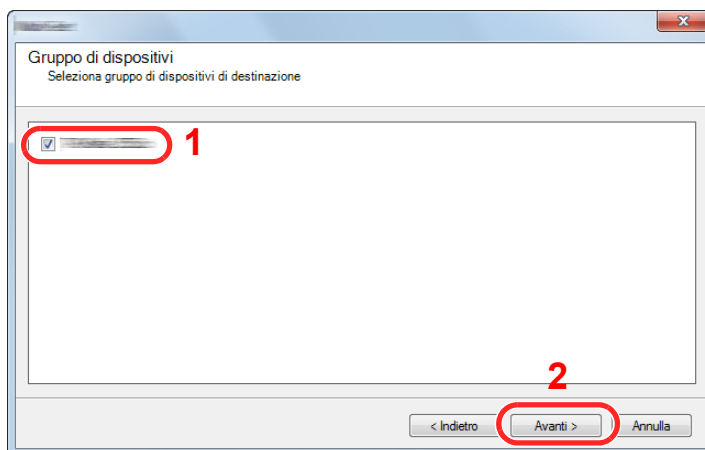 Gruppo di dispositivi
Seleziona gruppo di dispositivi di destinazione
1
2
< Indietro Avanti > Annulla